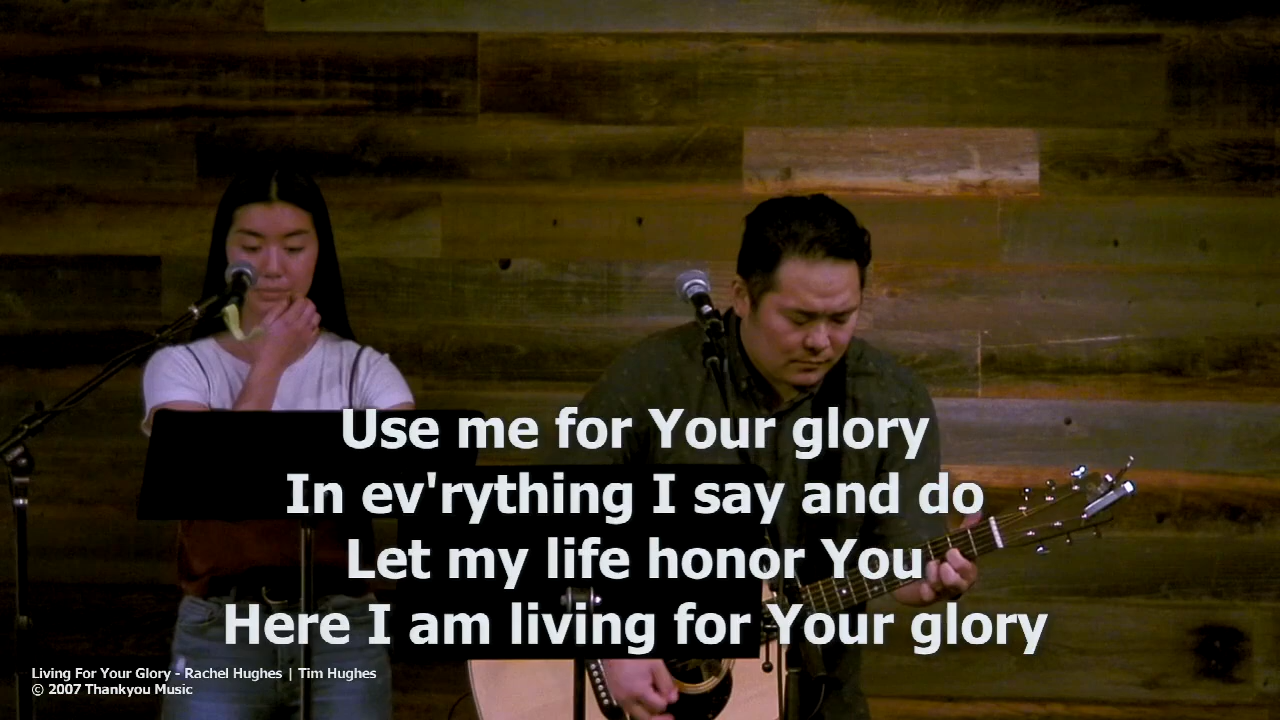 Use me for Your glory
In ev'rything I say and do
Let my life honor You
Here I am living for Your glory
Living For Your Glory - Rachel Hughes | Tim Hughes
© 2007 Thankyou Music